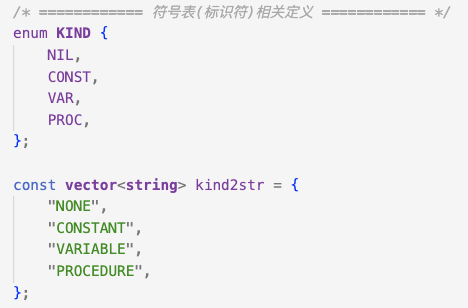 /* ============ 符号表(标识符)相关定义 ============ */
enum KIND {
    NIL,
    CONST,
    VAR,
    PROC,
};

const vector<string> kind2str = {
    "NONE",
    "CONSTANT",
    "VARIABLE",
    "PROCEDURE",
};